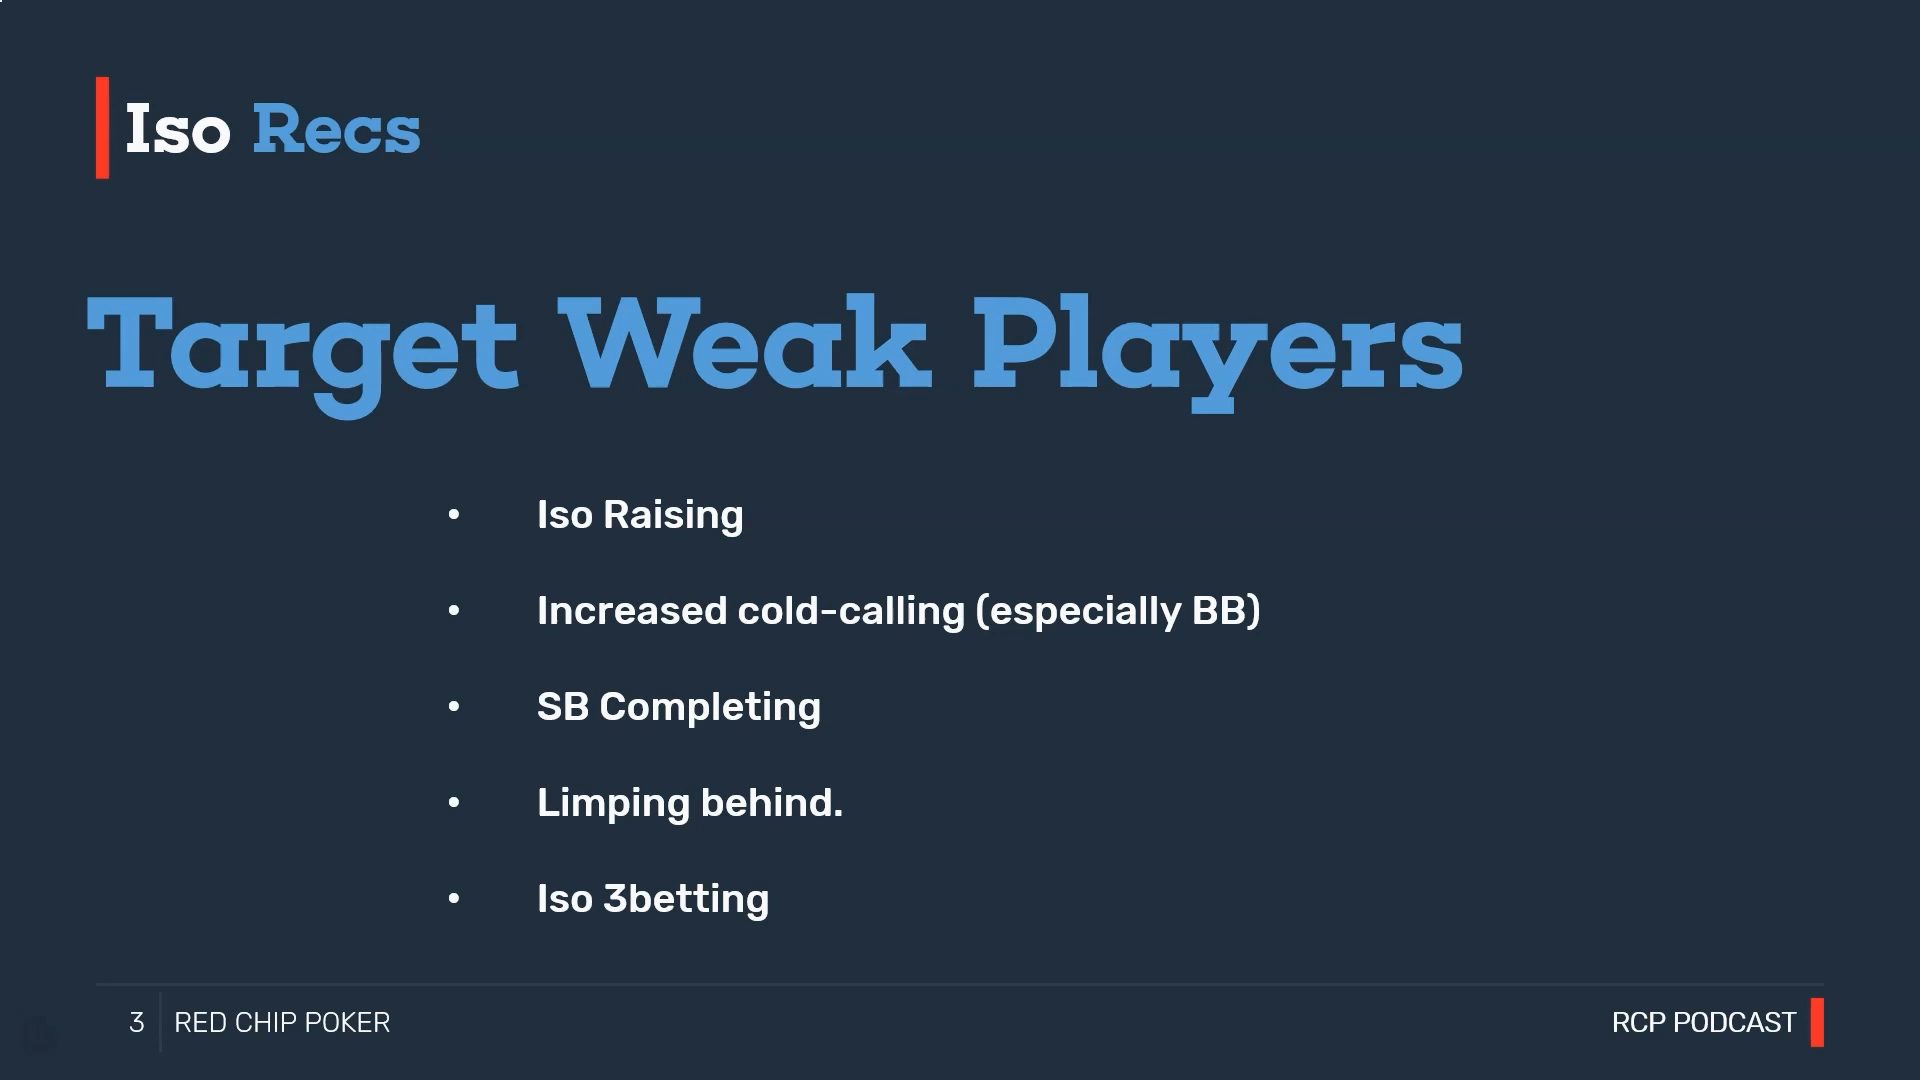 Iso Recs
Target Weak Players
• Iso Raising
• Increased cold-calling (especially BB)
• SB Completing
• Limping behind.
• Iso 3betting
3 RED CHIP POKER
RCP PODCAST